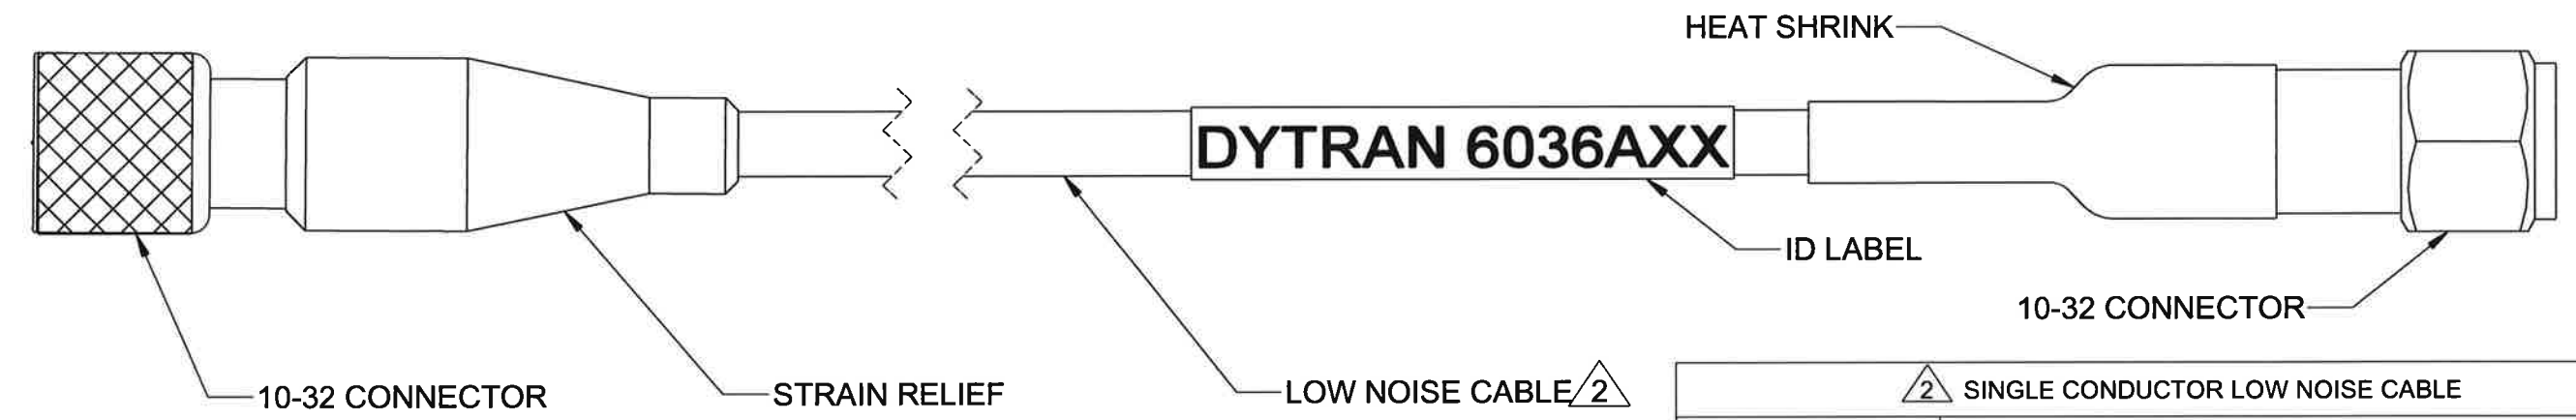 HEAT SHRINK
DYTRAN 6036AXX
ID LABEL
10-32 CONNECTOR
10-32 CONNECTOR
STRAIN RELIEF
LOW NOISE CABLE 2
2 SINGLE CONDUCTOR LOW NOISE CABLE